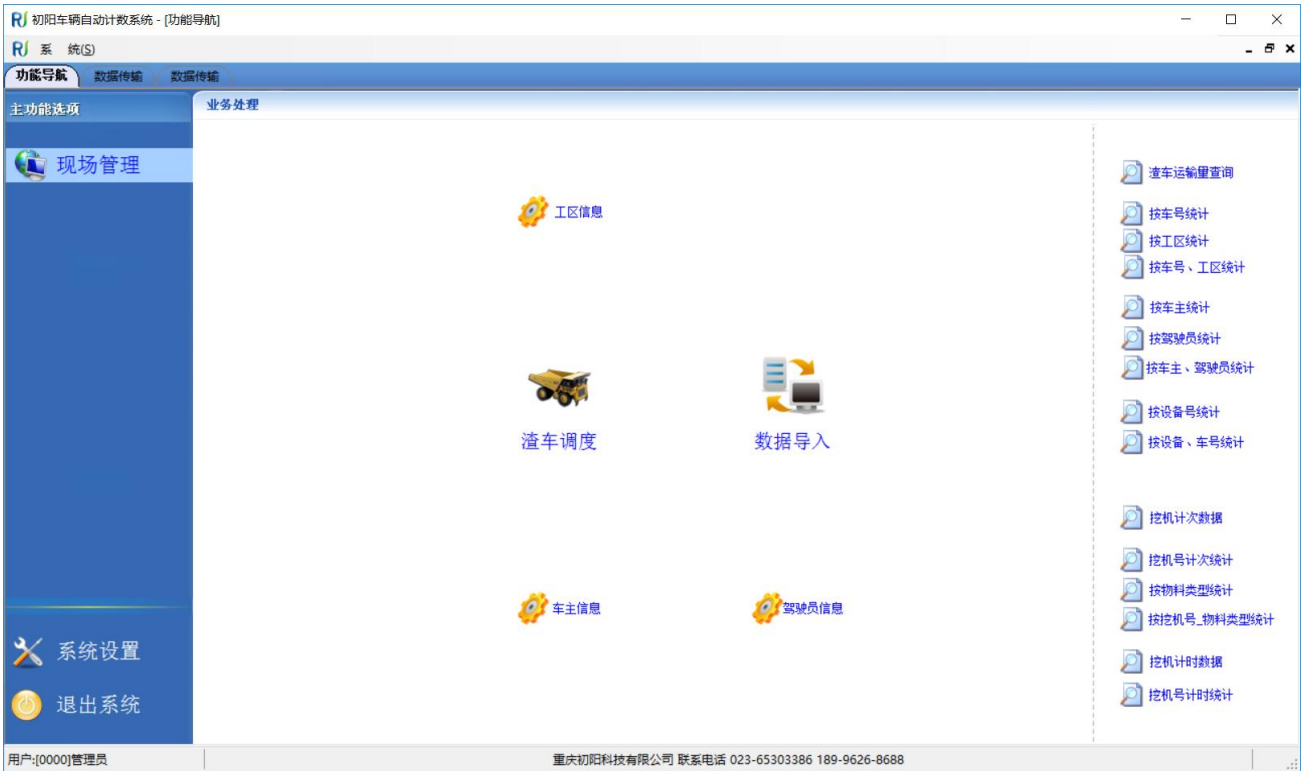 初阳车辆自动计数系统 - [功能导航]
系 统(S)
功能导航 数据传输 数据传输
主功能选项
业务处理
现场管理
工区信息
渣车调度
数据导入
车主信息
驾驶员信息
渣车运输量查询
按车号统计
按工区统计
按车号、工区统计
按车主统计
按驾驶员统计
按车主、驾驶员统计
按设备号统计
按设备、车号统计
挖机计次数据
挖机号计次统计
按物料类型统计
按挖机号_物料类型统计
挖机计时数据
挖机号计时统计
系统设置
退出系统
用户:[0000]管理员
重庆初阳科技有限公司 联系电话 023-65303386 189-9626-8688